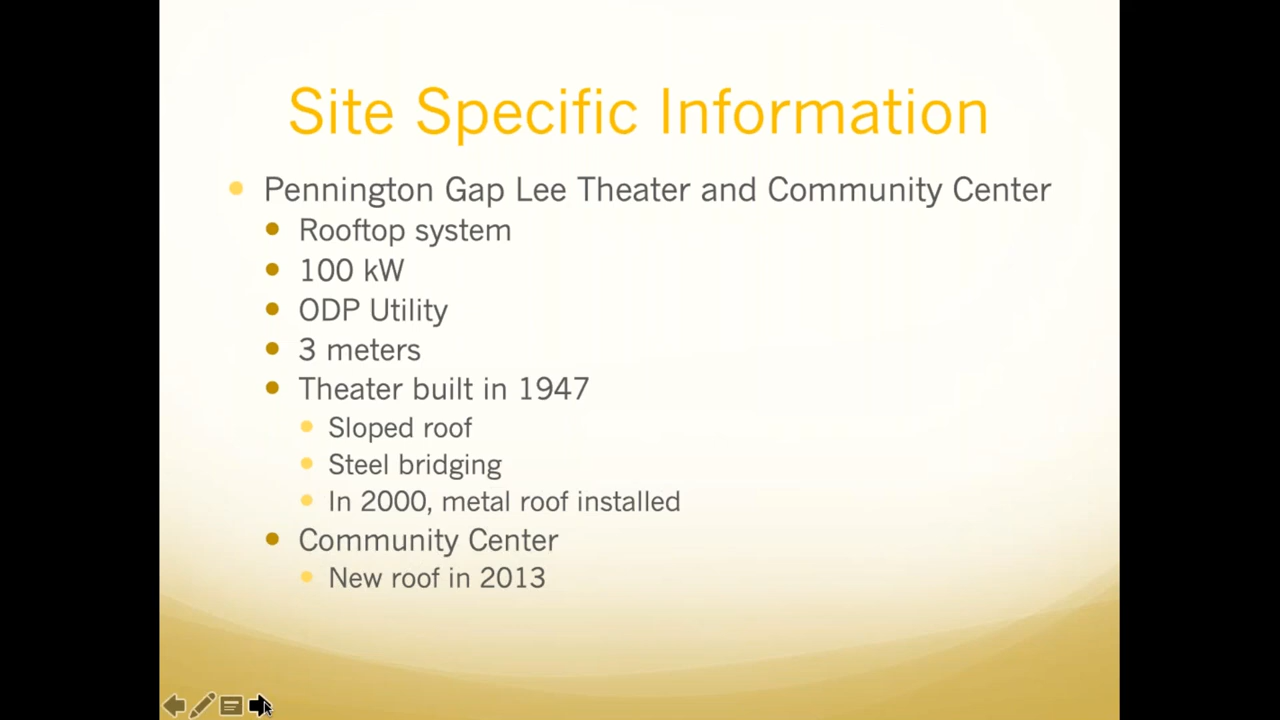 Site Specific Information
Pennington Gap Lee Theater and Community Center
Rooftop system
100 kW
ODP Utility
3 meters
Theater built in 1947
Sloped roof
Steel bridging
In 2000, metal roof installed
Community Center
New roof in 2013